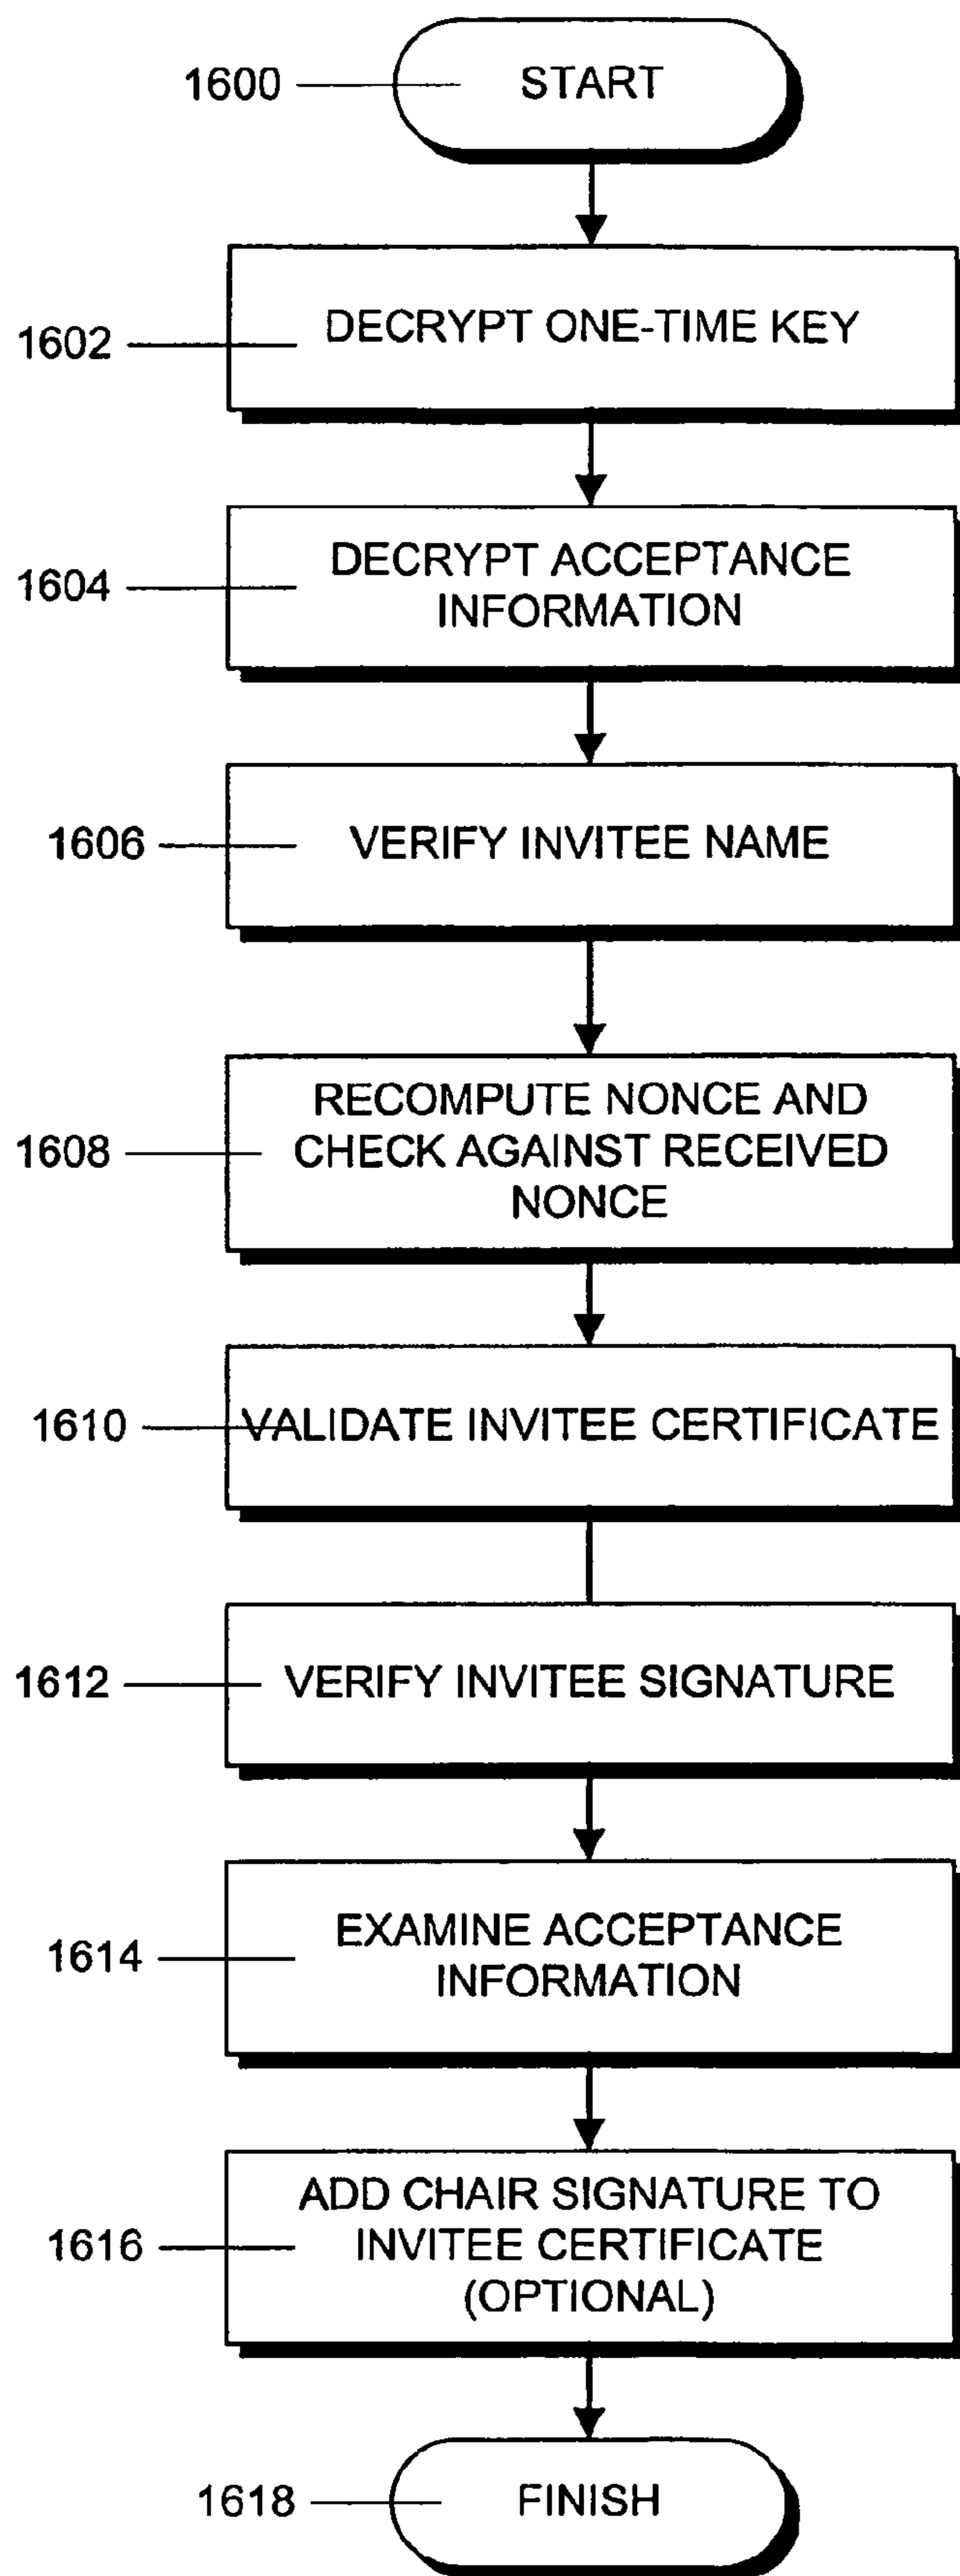 1600
START
1602
DECRYPT ONE-TIME KEY
1604
DECRYPT ACCEPTANCE
INFORMATION
1606
VERIFY INVITEE NAME
1608
RECOMPUTE NONCE AND
CHECK AGAINST RECEIVED
NONCE
1610
VALIDATE INVITEE CERTIFICATE
1612
VERIFY INVITEE SIGNATURE
1614
EXAMINE ACCEPTANCE
INFORMATION
1616
ADD CHAIR SIGNATURE TO
INVITEE CERTIFICATE
(OPTIONAL)
1618
FINISH